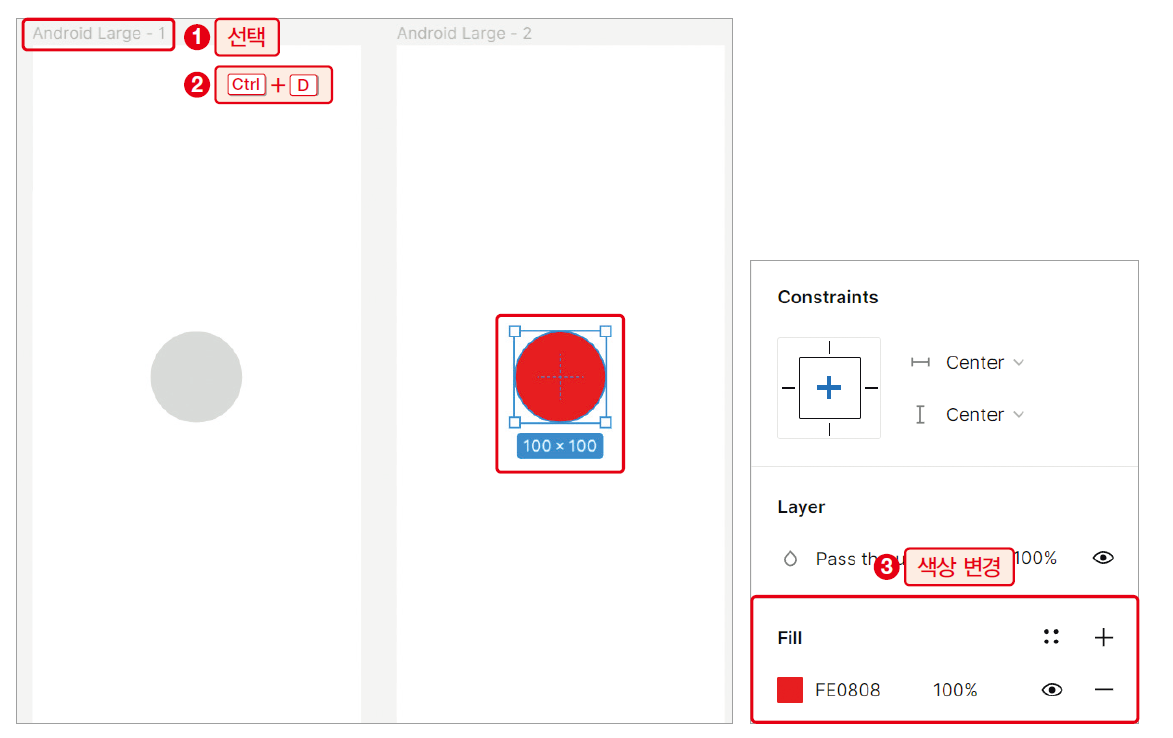 Android Large - 1
1 선택
Android Large - 2
2 Ctrl + D
100 × 100
Constraints
Center
Center
Layer
Pass thou 100%
3 색상 변경
Fill
FE0808 100%